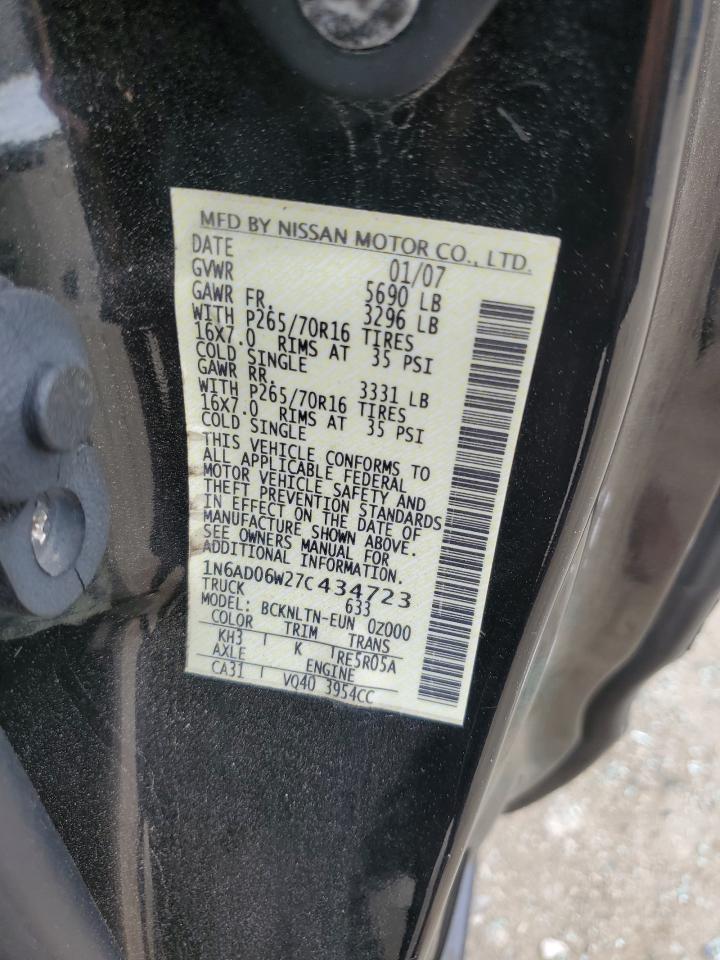 MFD BY NISSAN MOTOR CO., LTD.
DATE 01/07
GVWR 5690 LB
GAWR FR. 3296 LB
WITH P265/70R16 TIRES
16X7.0 RIMS AT 35 PSI
COLD SINGLE
GAWR RR. 3331 LB
WITH P265/70R16 TIRES
16X7.0 RIMS AT 35 PSI
COLD SINGLE
THIS VEHICLE CONFORMS TO
ALL APPLICABLE FEDERAL
MOTOR VEHICLE SAFETY AND
THEFT PREVENTION STANDARDS
IN EFFECT ON THE DATE OF
MANUFACTURE SHOWN ABOVE.
SEE OWNERS MANUAL FOR
ADDITIONAL INFORMATION.
1N6AD06W27C434723
TRUCK 633
MODEL: BCKNLTN-EUN 0Z000
COLOR TRIM TRANS
KH3 K RE5R05A
AXLE ENGINE
CA31 VQ40 3954CC